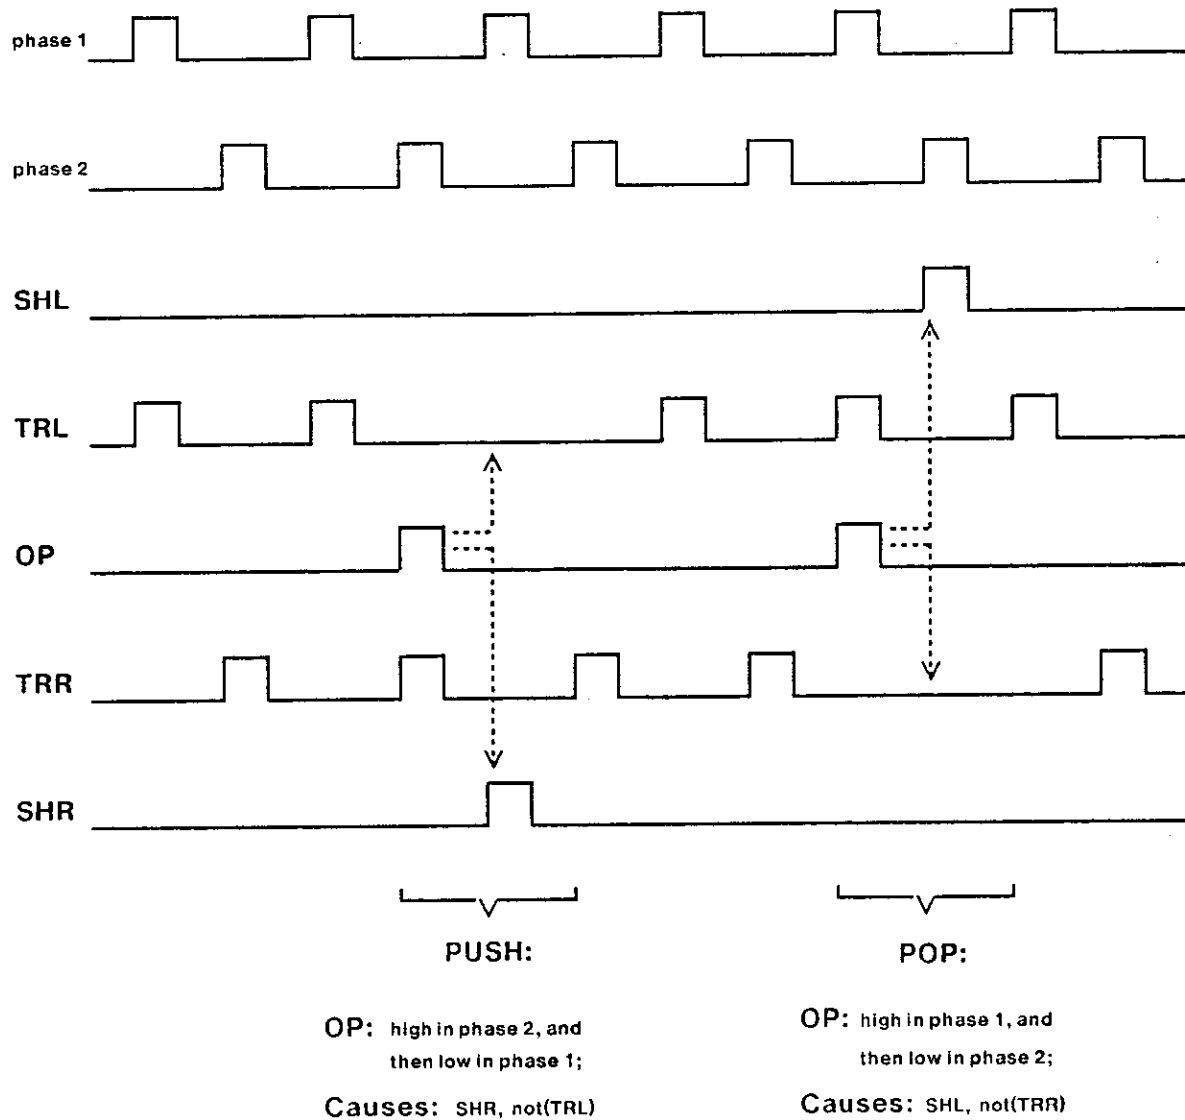 phase 1
phase 2
SHL
TRL
OP
TRR
SHR
PUSH:
OP: high in phase 2, and
then low in phase 1;
Causes: SHR, not(TRL)
POP:
OP: high in phase 1, and
then low in phase 2;
Causes: SHL, not(TRR)